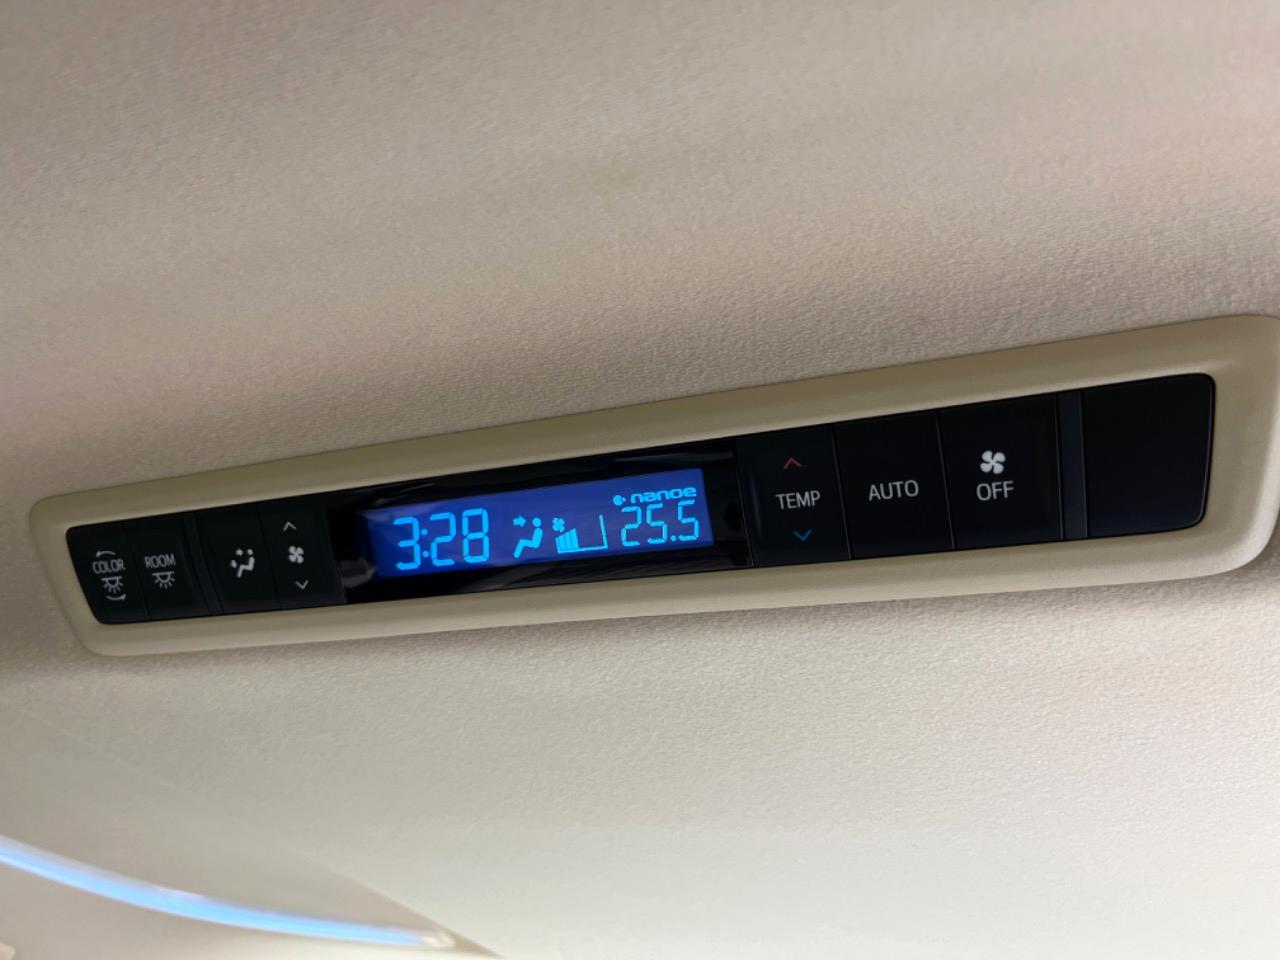 COLOR
ROOM
3:28
nanoe
25.5
TEMP
AUTO
OFF